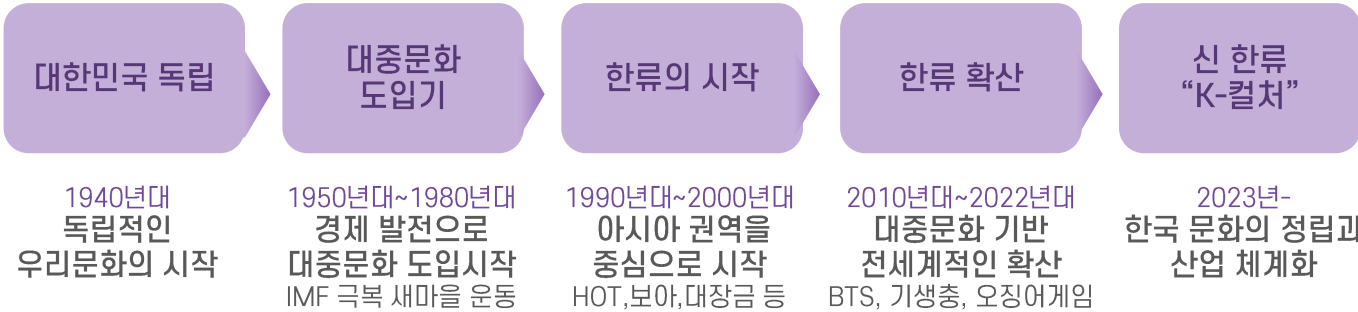 대한민국 독립
대중문화
도입기
한류의 시작
한류 확산
신 한류
“K-컬처”
1940년대
독립적인
우리문화의 시작
1950년대~1980년대
경제 발전으로
대중문화 도입시작
IMF 극복 새마을 운동
1990년대~2000년대
아시아 권역을
중심으로 시작
HOT,보아,대장금 등
2010년대~2022년대
대중문화 기반
전세계적인 확산
BTS, 기생충, 오징어게임
2023년-
한국 문화의 정립과
산업 체계화